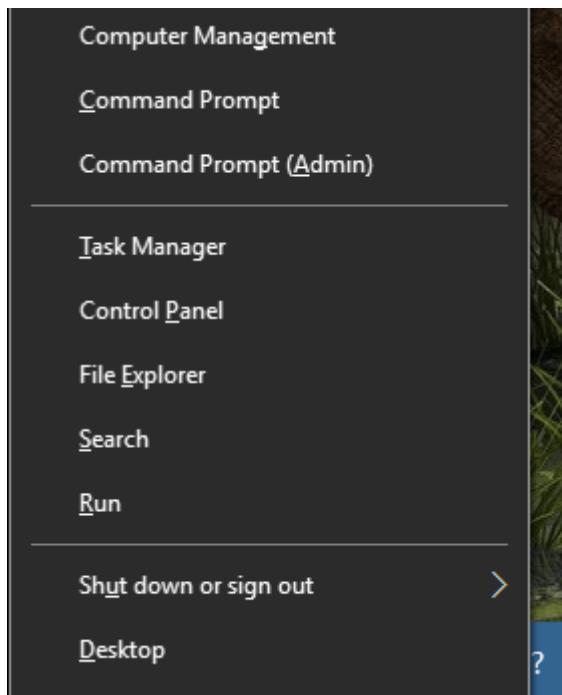 Computer Management
Command Prompt
Command Prompt (Admin)
Task Manager
Control Panel
File Explorer
Search
Run
Shut down or sign out
Desktop
?